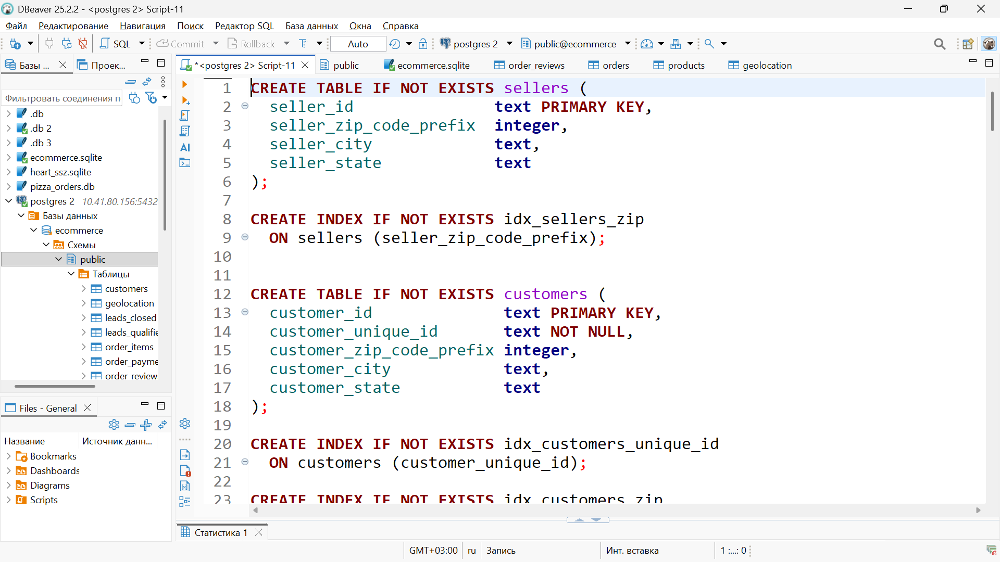 DBeaver 25.2.2 - <postgres 2> Script-11
Файл Редактирование Навигация Поиск Редактор SQL База данных Окна Справка
SQL Commit Rollback Auto postgres 2 public@ecommerce
Базы ... Проек...
*<postgres 2> Script-11 public ecommerce.sqlite order_reviews orders products geolocation
Фильтровать соединения п
.db
.db 2
.db 3
ecommerce.sqlite
heart_ssz.sqlite
pizza_orders.db
postgres 2 10.41.80.156:5432
Базы данных
ecommerce
Схемы
public
Таблицы
customers
geolocation
leads_closed
leads_qualifie
order_items
order_payme
order_review
Files - General
Название Источник данн...
Bookmarks
Dashboards
Diagrams
Scripts
AI
1 CREATE TABLE IF NOT EXISTS sellers (
2 seller_id text PRIMARY KEY,
3 seller_zip_code_prefix integer,
4 seller_city text,
5 seller_state text
6 );
7
8 CREATE INDEX IF NOT EXISTS idx_sellers_zip
9 ON sellers (seller_zip_code_prefix);
10
11
12 CREATE TABLE IF NOT EXISTS customers (
13 customer_id text PRIMARY KEY,
14 customer_unique_id text NOT NULL,
15 customer_zip_code_prefix integer,
16 customer_city text,
17 customer_state text
18 );
19
20 CREATE INDEX IF NOT EXISTS idx_customers_unique_id
21 ON customers (customer_unique_id);
22
23 CREATE INDEX IF NOT EXISTS idx_customers_zip
Статистика 1
GMT+03:00 ru Запись Инт. вставка 1 :...: 0